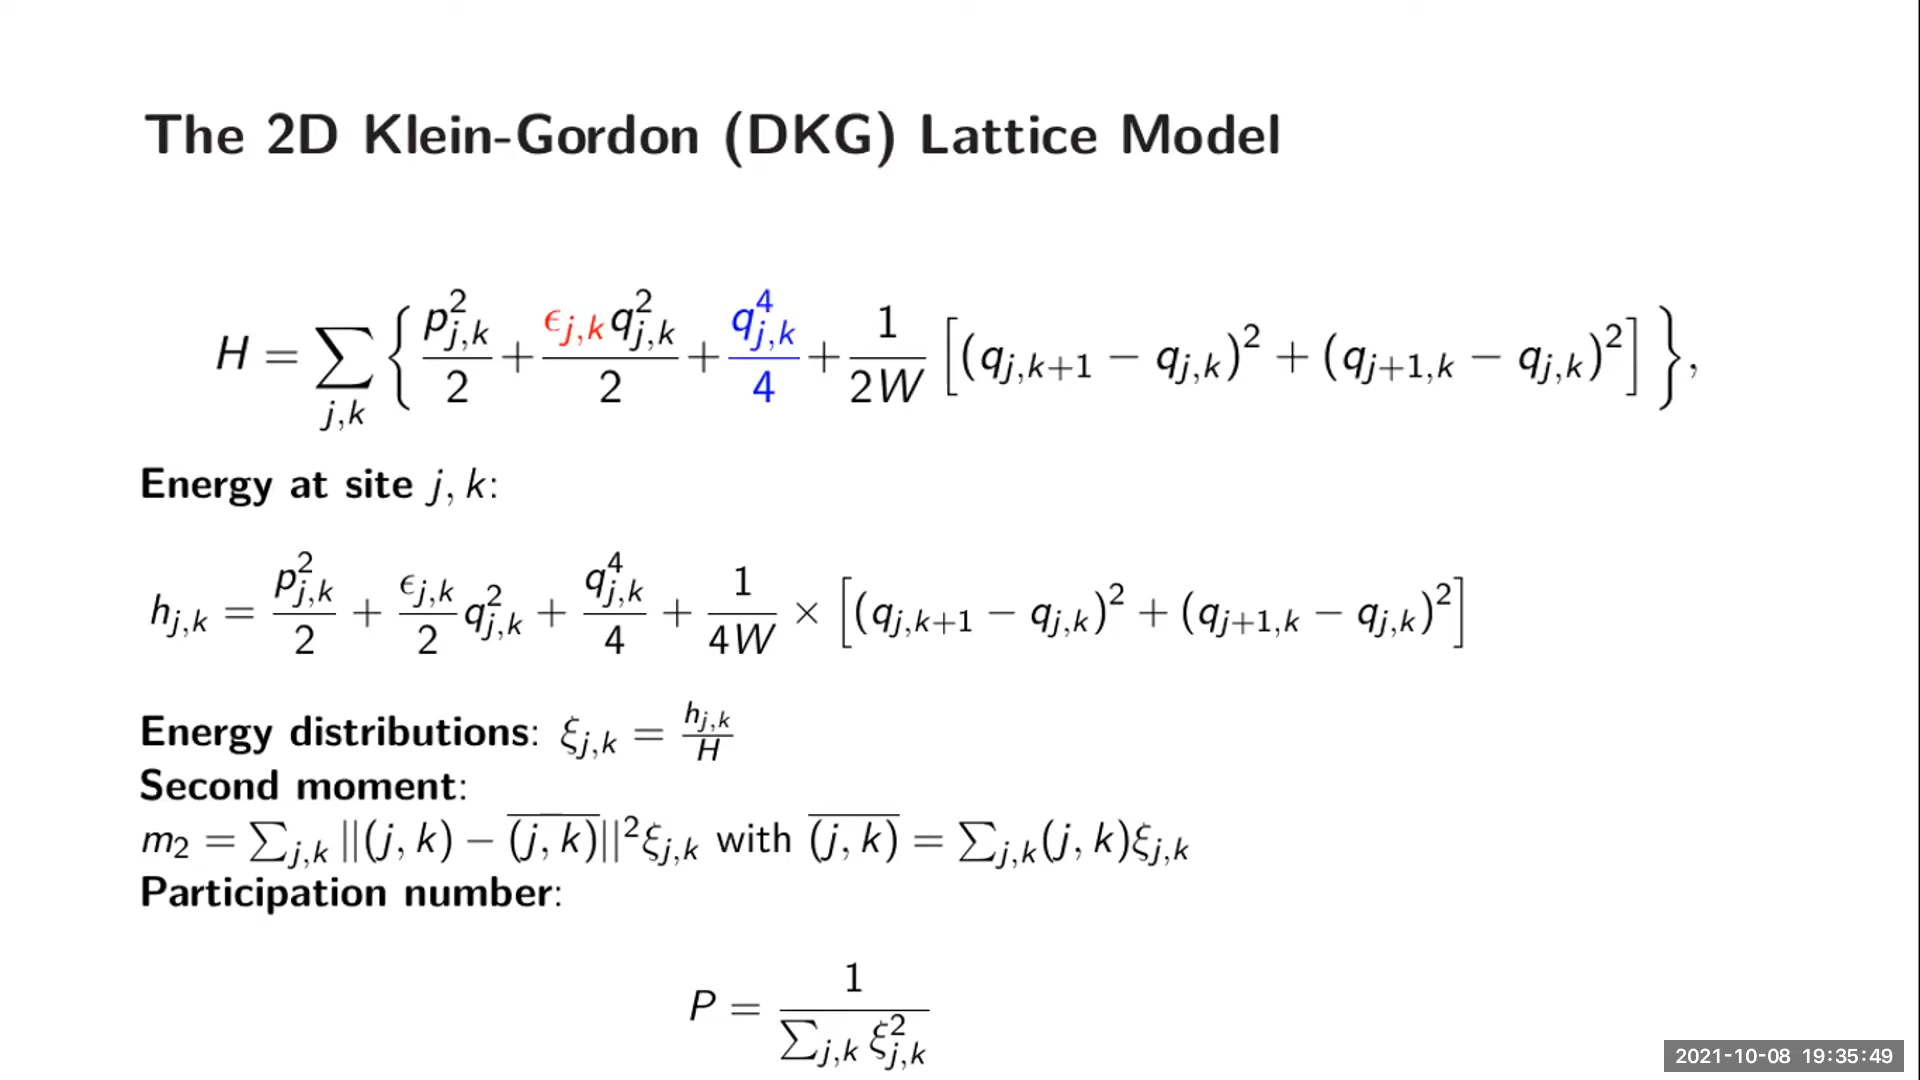 The 2D Klein-Gordon (DKG) Lattice Model
$H = \sum_{j,k} \left\{ \frac{p_{j,k}^2}{2} + \frac{\epsilon_{j,k} q_{j,k}^2}{2} + \frac{q_{j,k}^4}{4} + \frac{1}{2W} \left[ (q_{j,k+1} - q_{j,k})^2 + (q_{j+1,k} - q_{j,k})^2 \right] \right\},$
Energy at site $j, k$:
$h_{j,k} = \frac{p_{j,k}^2}{2} + \frac{\epsilon_{j,k}}{2} q_{j,k}^2 + \frac{q_{j,k}^4}{4} + \frac{1}{4W} \times \left[ (q_{j,k+1} - q_{j,k})^2 + (q_{j+1,k} - q_{j,k})^2 \right]$
Energy distributions: $\xi_{j,k} = \frac{h_{j,k}}{H}$
Second moment:
$m_2 = \sum_{j,k} ||(j, k) - \overline{(j, k)}||^2 \xi_{j,k}$ with $\overline{(j, k)} = \sum_{j,k} (j, k) \xi_{j,k}$
Participation number:
$P = \frac{1}{\sum_{j,k} \xi_{j,k}^2}$
2021-10-08 19:35:49